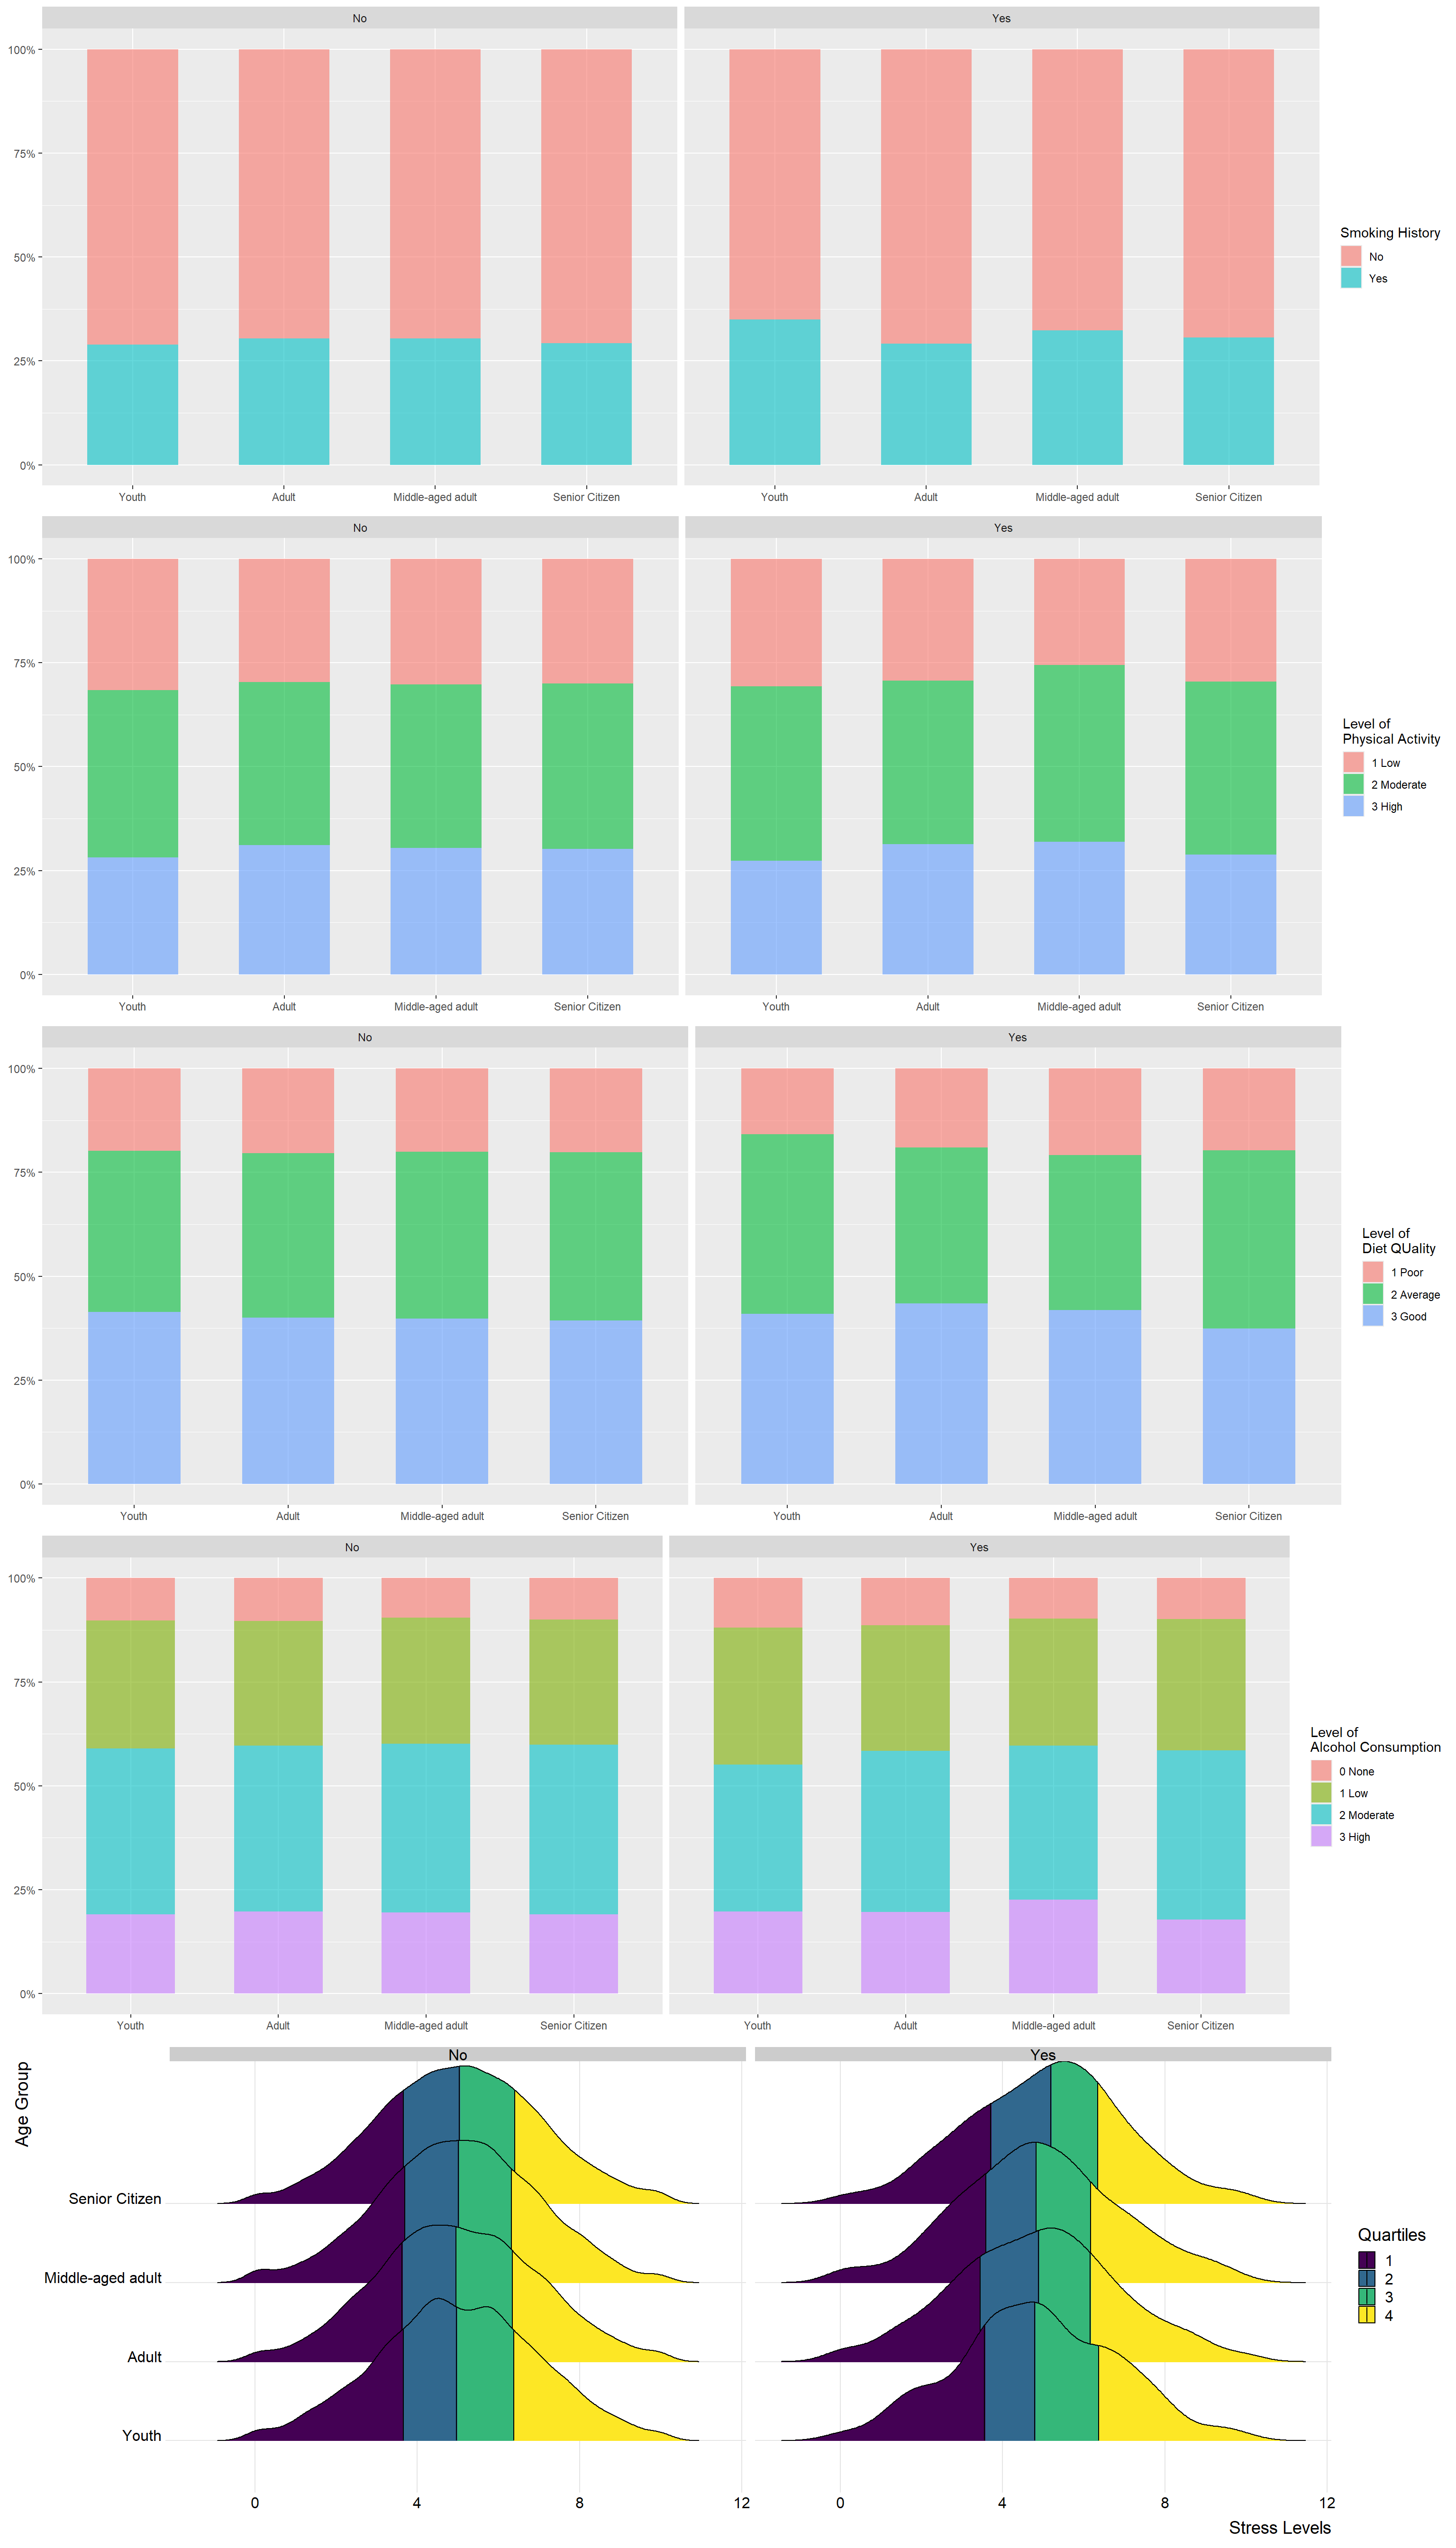 No Yes
100%
75%
50%
25%
0%
Smoking History
No
Yes
Youth Adult Middle-aged adult Senior Citizen Youth Adult Middle-aged adult Senior Citizen
No Yes
100%
75%
50%
25%
0%
Level of
Physical Activity
1 Low
2 Moderate
3 High
Youth Adult Middle-aged adult Senior Citizen Youth Adult Middle-aged adult Senior Citizen
No Yes
100%
75%
50%
25%
0%
Level of
Diet QUality
1 Poor
2 Average
3 Good
Youth Adult Middle-aged adult Senior Citizen Youth Adult Middle-aged adult Senior Citizen
No Yes
100%
75%
50%
25%
0%
Level of
Alcohol Consumption
0 None
1 Low
2 Moderate
3 High
Youth Adult Middle-aged adult Senior Citizen Youth Adult Middle-aged adult Senior Citizen
No Yes
Age Group
Senior Citizen
Middle-aged adult
Adult
Youth
Quartiles
1
2
3
4
0 4 8 12 0 4 8 12
Stress Levels